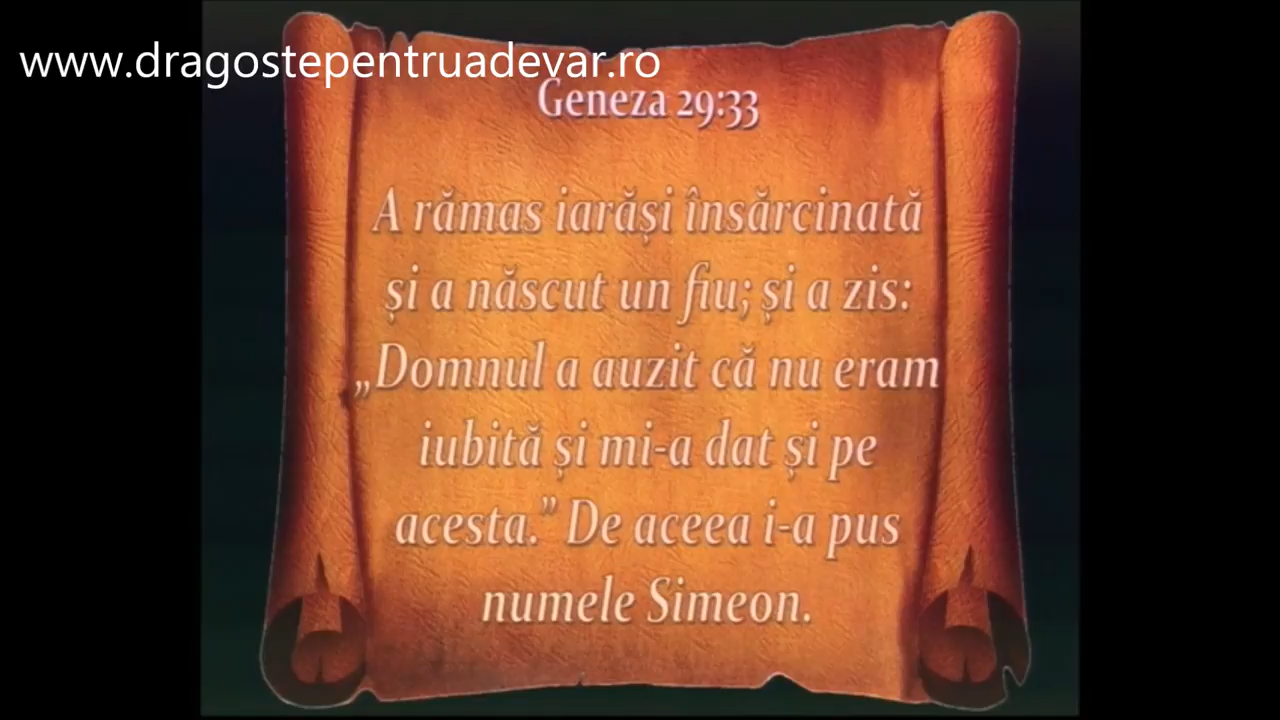 www.dragostepentruadevar.ro
Geneza 29:33
A rămas iarăși însărcinată
și a născut un fiu; și a zis:
„Domnul a auzit că nu eram
iubită și mi-a dat și pe
acesta.” De aceea i-a pus
numele Simeon.